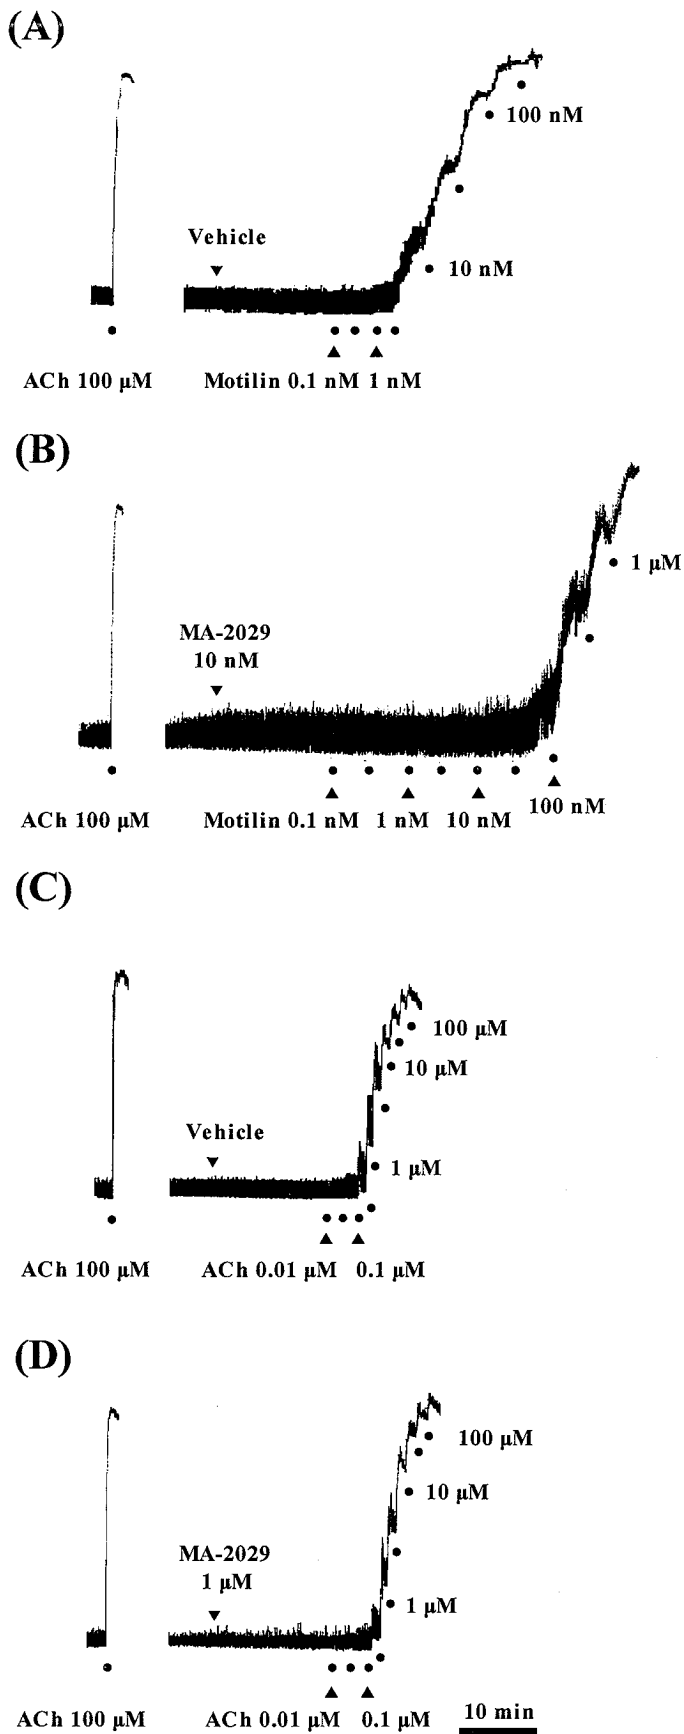 (A)
100 nM
Vehicle
10 nM
ACh 100 μM Motilin 0.1 nM 1 nM
(B)
1 μM
MA-2029
10 nM
100 nM
ACh 100 μM Motilin 0.1 nM 1 nM 10 nM
(C)
100 μM
10 μM
Vehicle
1 μM
ACh 100 μM ACh 0.01 μM 0.1 μM
(D)
100 μM
10 μM
MA-2029
1 μM
1 μM
ACh 100 μM ACh 0.01 μM 0.1 μM
10 min